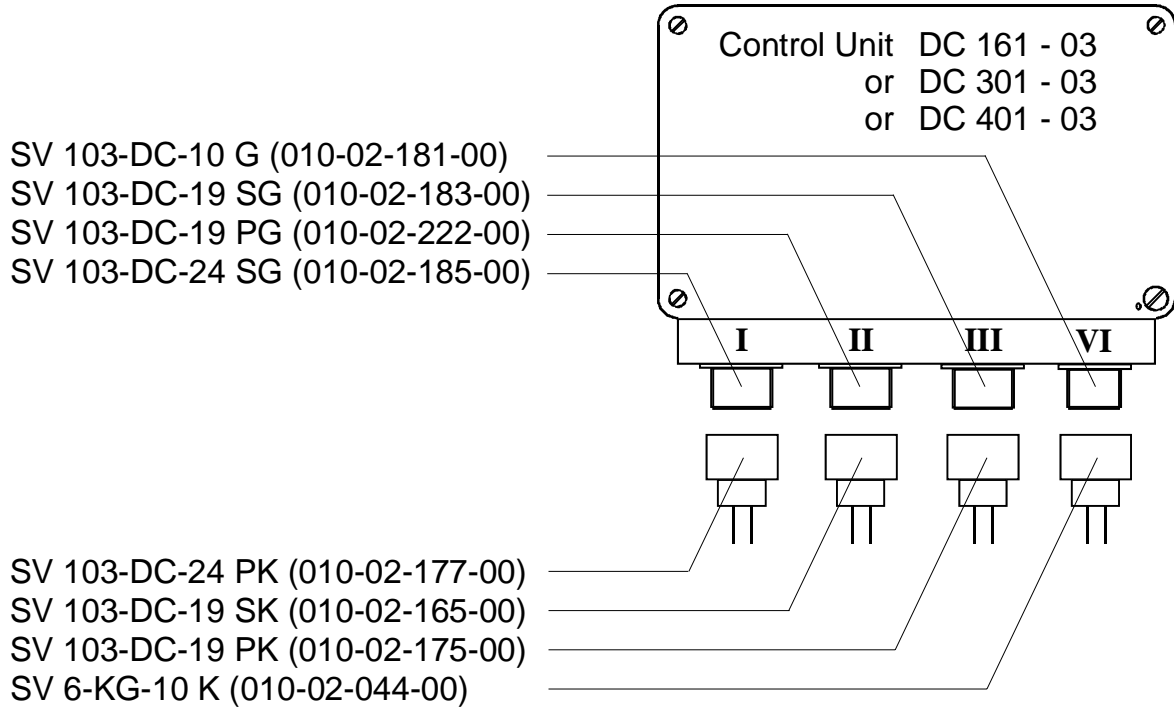 Control Unit DC 161 - 03
or DC 301 - 03
or DC 401 - 03
SV 103-DC-10 G (010-02-181-00)
SV 103-DC-19 SG (010-02-183-00)
SV 103-DC-19 PG (010-02-222-00)
SV 103-DC-24 SG (010-02-185-00)
I II III VI
SV 103-DC-24 PK (010-02-177-00)
SV 103-DC-19 SK (010-02-165-00)
SV 103-DC-19 PK (010-02-175-00)
SV 6-KG-10 K (010-02-044-00)